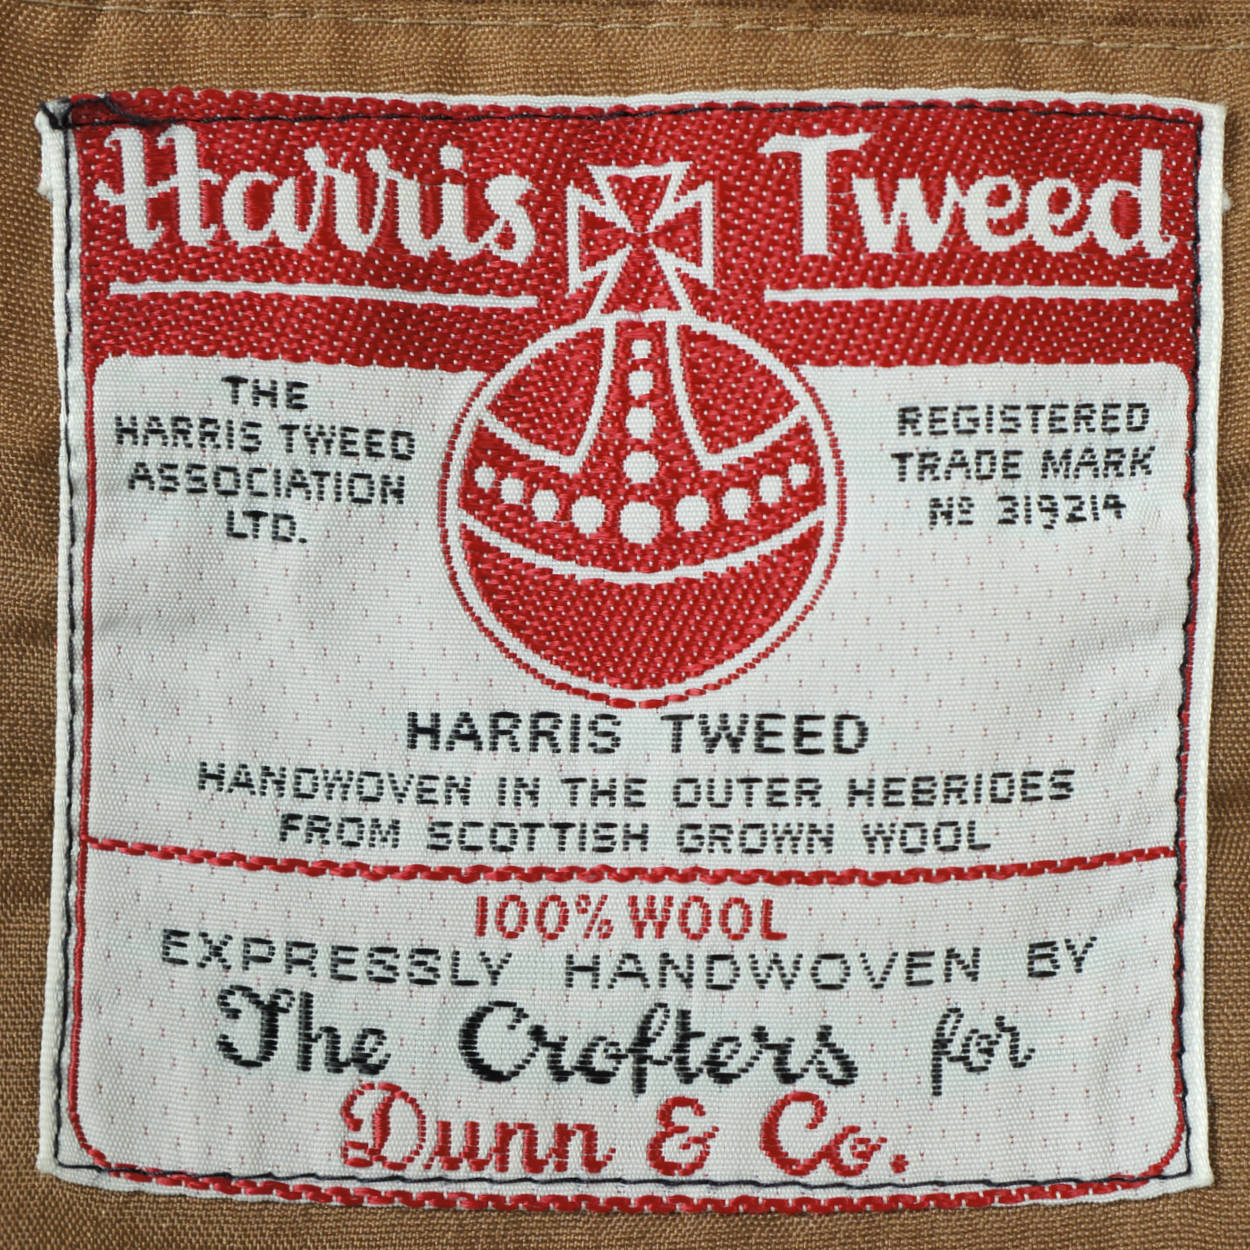 Harris Tweed
THE
HARRIS TWEED
ASSOCIATION
LTD.
REGISTERED
TRADE MARK
Nº 319214
HARRIS TWEED
HANDWOVEN IN THE OUTER HEBRIDES
FROM SCOTTISH GROWN WOOL
100% WOOL
EXPRESSLY HANDWOVEN BY
The Crofters for
Dunn & Co.